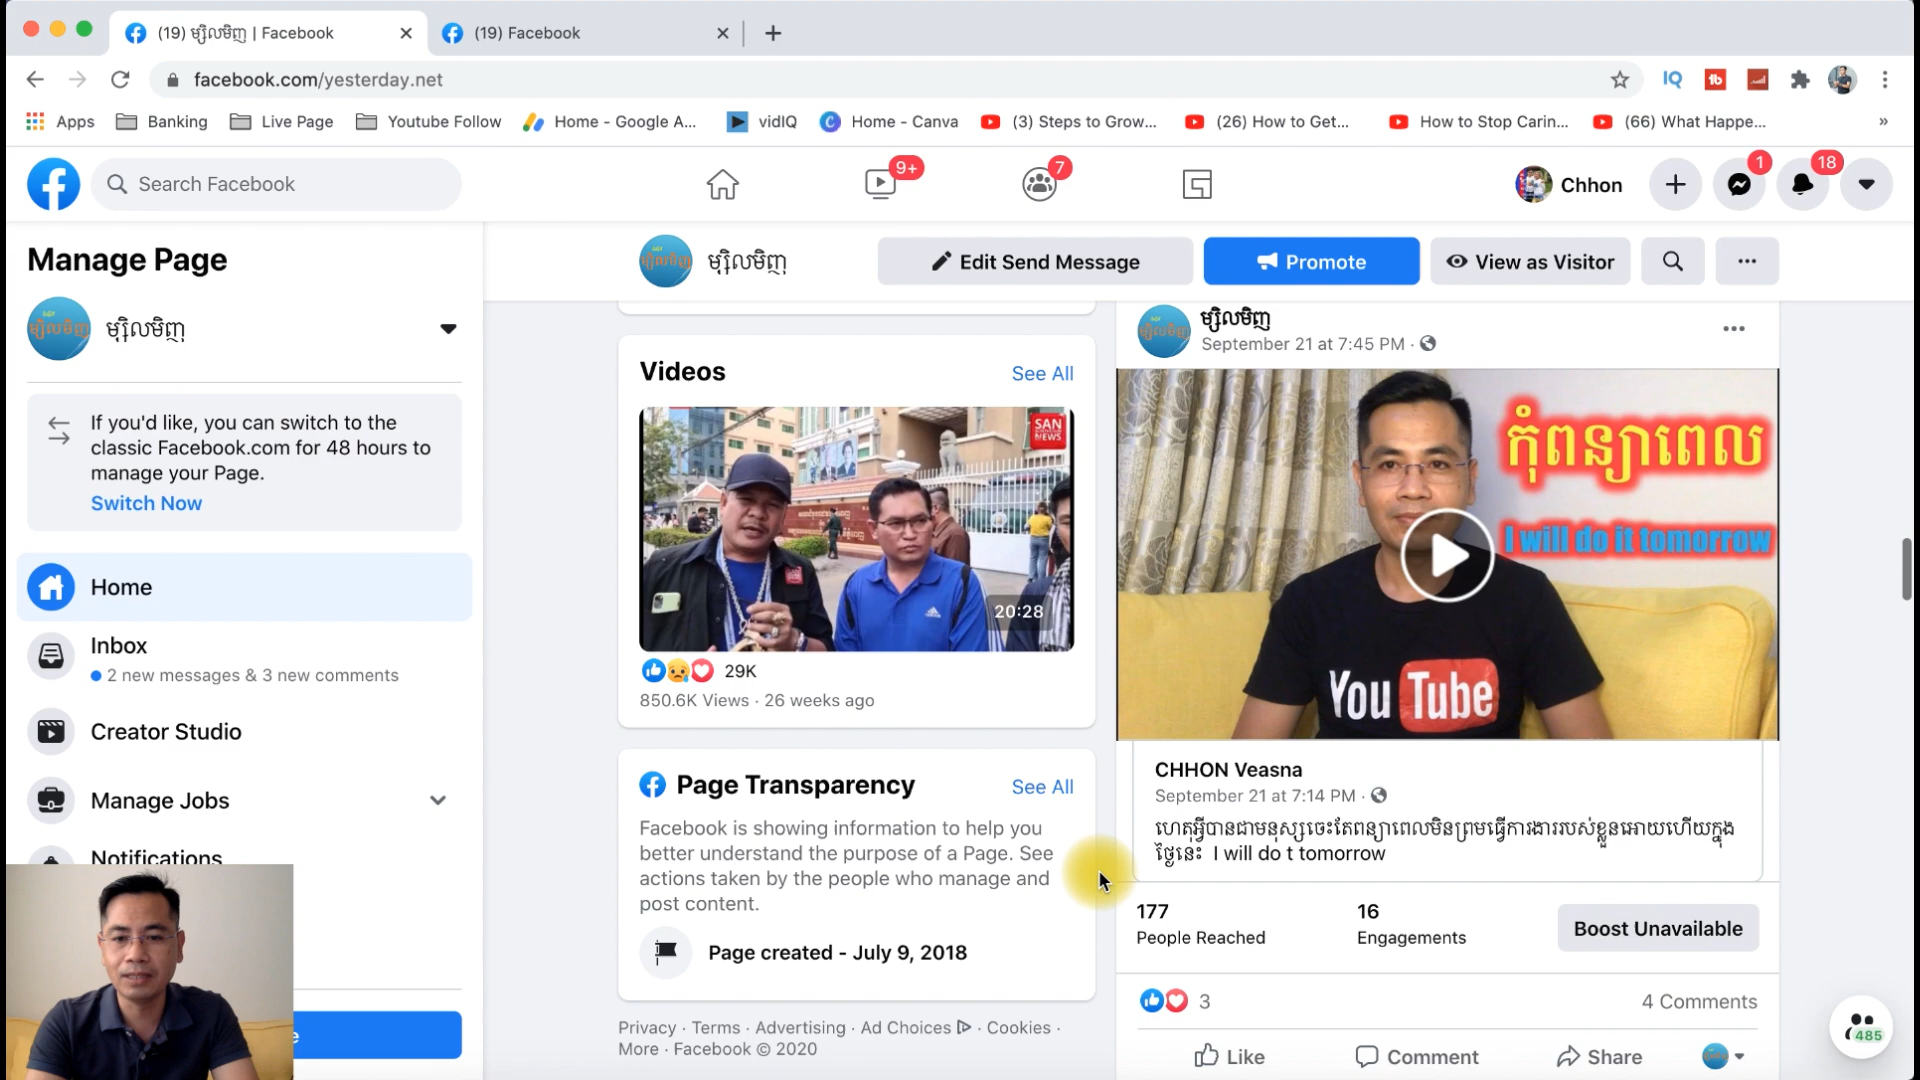 (19) ម្សិលមិញ | Facebook
(19) Facebook
facebook.com/yesterday.net
Apps
Banking
Live Page
Youtube Follow
Home - Google A...
vidIQ
Home - Canva
(3) Steps to Grow...
(26) How to Get...
How to Stop Carin...
(66) What Happe...
»
Search Facebook
9+
7
Chhon
1
18
Manage Page
ម្សិលមិញ
If you'd like, you can switch to the
classic Facebook.com for 48 hours to
manage your Page.
Switch Now
Home
Inbox
2 new messages & 3 new comments
Creator Studio
Manage Jobs
Notifications
ម្សិលមិញ
Edit Send Message
Promote
View as Visitor
Videos
See All
SAN
NEWS
20:28
29K
850.6K Views · 26 weeks ago
Page Transparency
See All
Facebook is showing information to help you
better understand the purpose of a Page. See
actions taken by the people who manage and
post content.
Page created - July 9, 2018
Privacy · Terms · Advertising · Ad Choices · Cookies ·
More · Facebook © 2020
ម្សិលមិញ
September 21 at 7:45 PM ·
កុំពន្យាពេល
I will do it tomorrow
You Tube
CHHON Veasna
September 21 at 7:14 PM ·
ហេតុអ្វីបានជាមនុស្សចេះតែពន្យាពេលមិនព្រមធ្វើការងាររបស់ខ្លួនអោយហើយក្នុង
ថ្ងៃនេះ I will do t tomorrow
177
People Reached
16
Engagements
Boost Unavailable
3
4 Comments
Like
Comment
Share
485